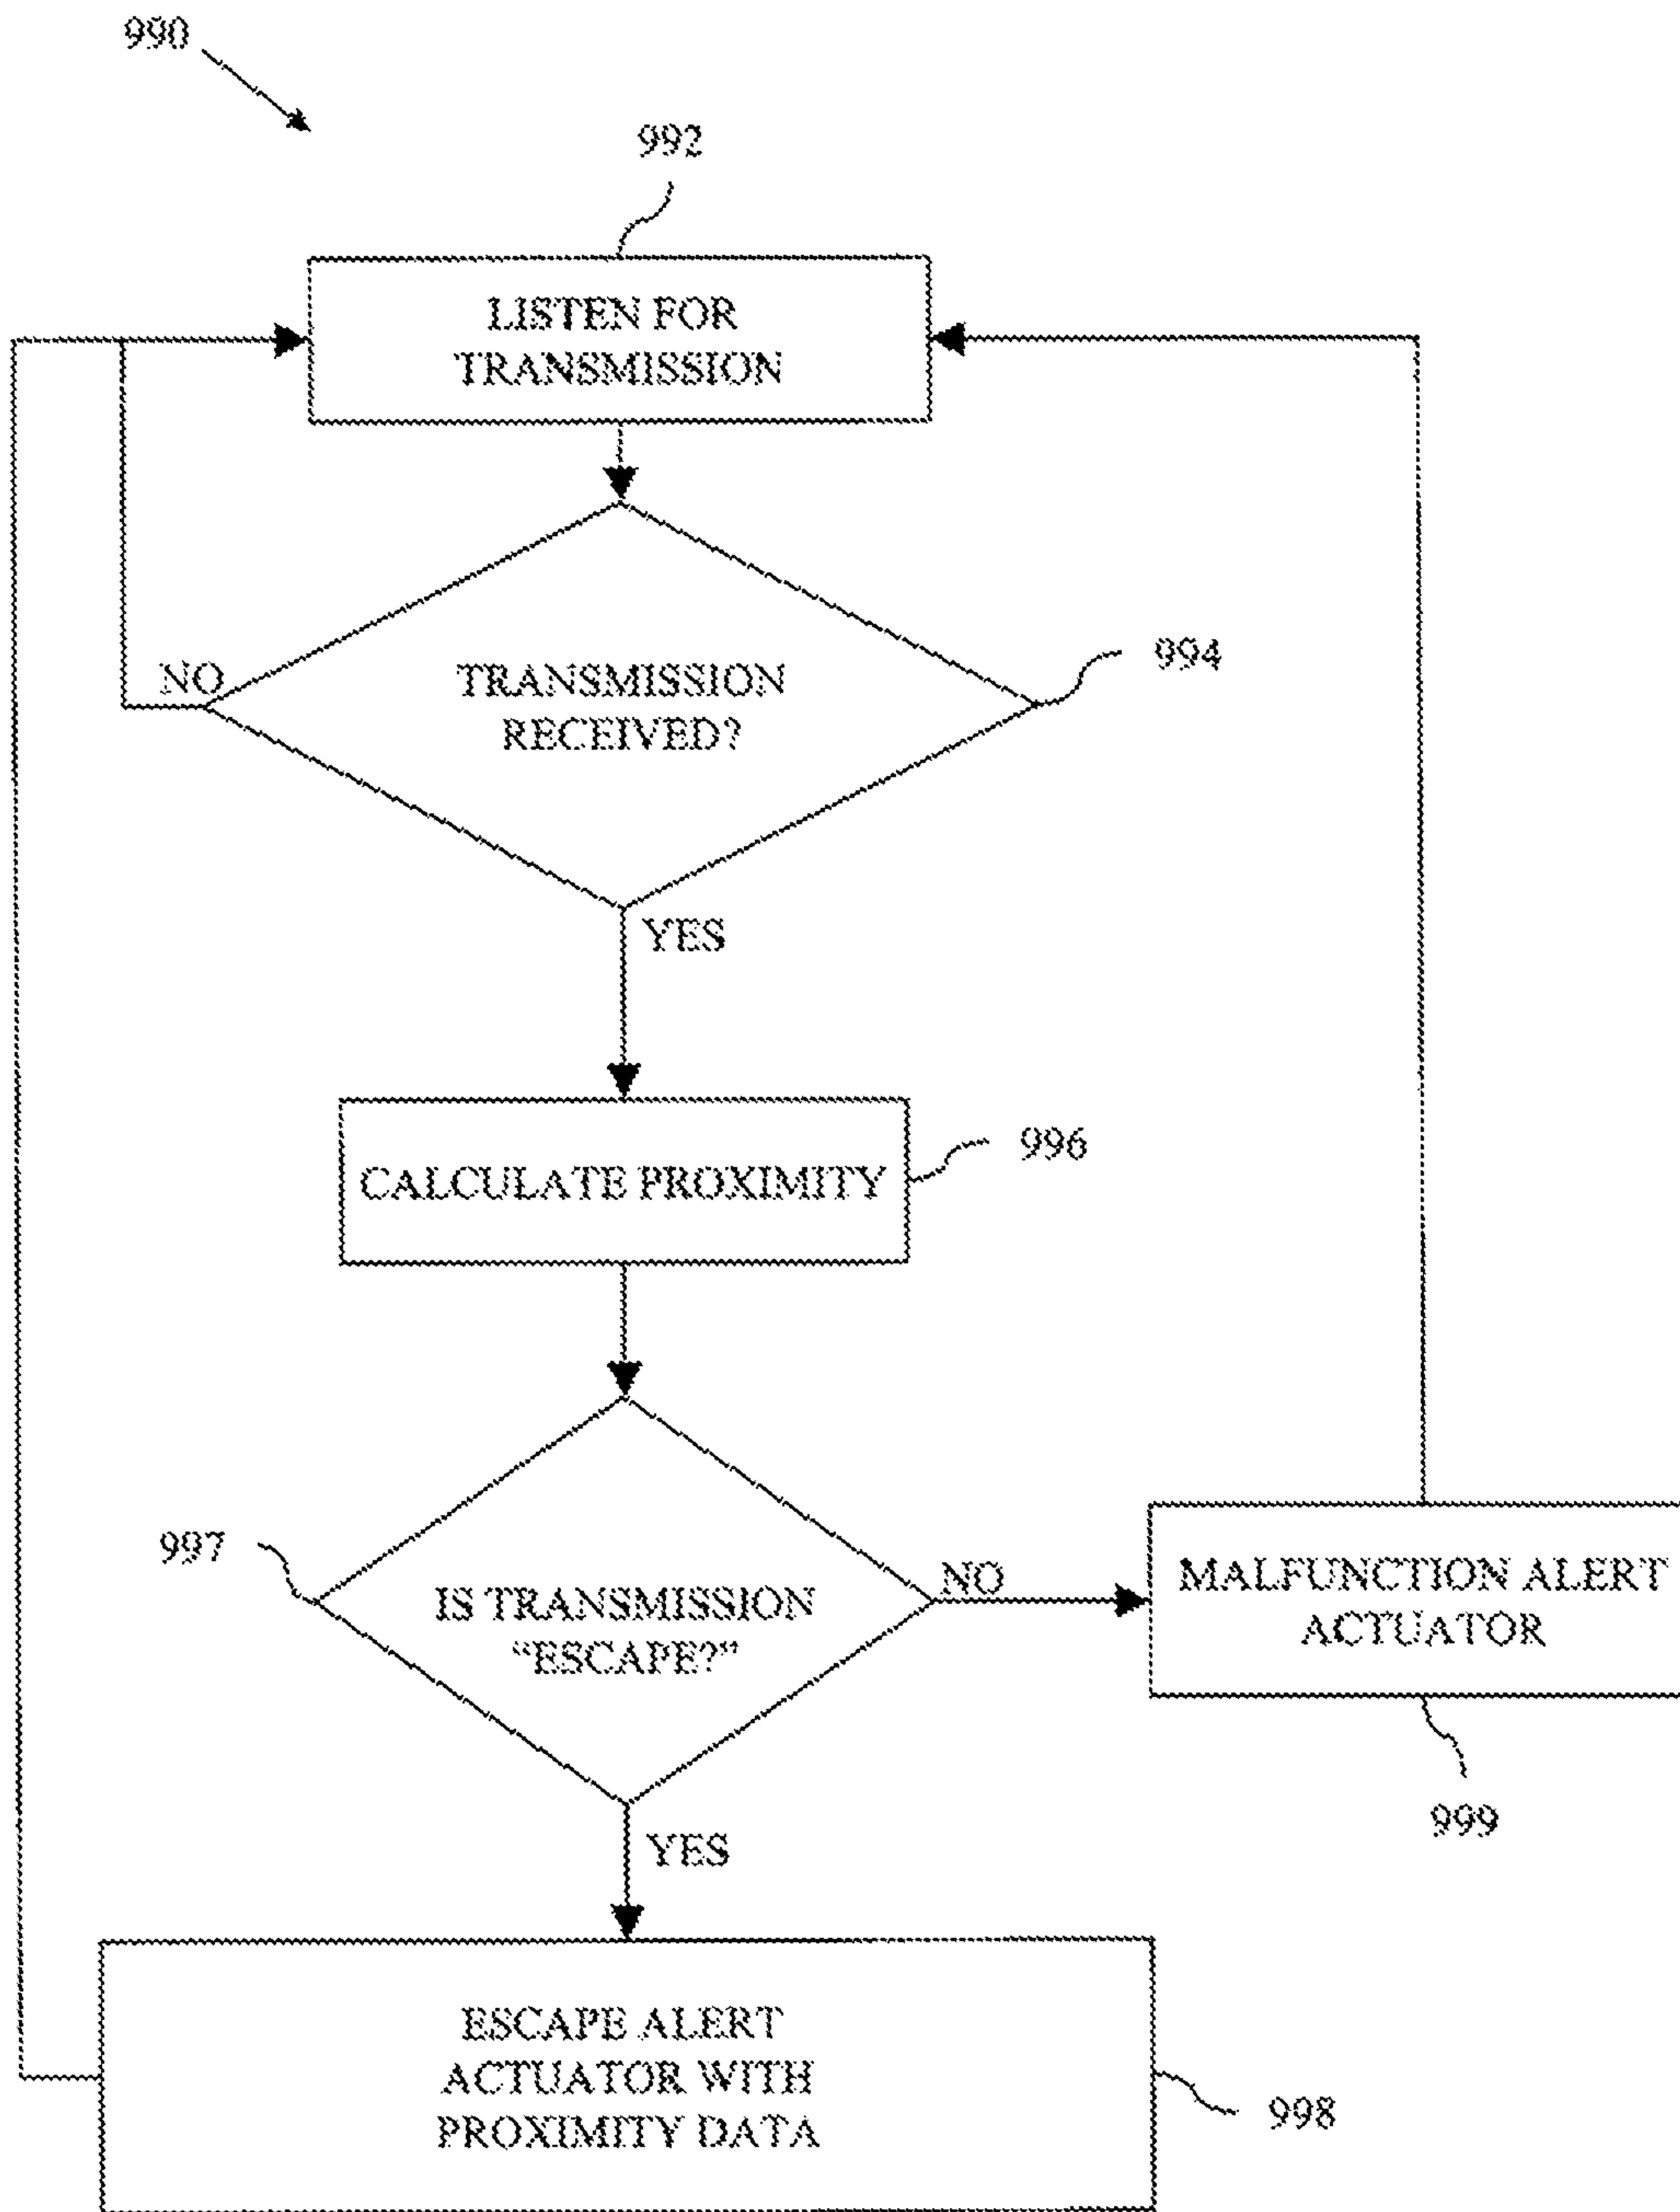 990
992
LISTEN FOR
TRANSMISSION
NO
TRANSMISSION
RECEIVED?
994
YES
CALCULATE PROXIMITY
996
997
IS TRANSMISSION
“ESCAPE?”
NO
MALFUNCTION ALERT
ACTUATOR
999
YES
ESCAPE ALERT
ACTUATOR WITH
PROXIMITY DATA
998